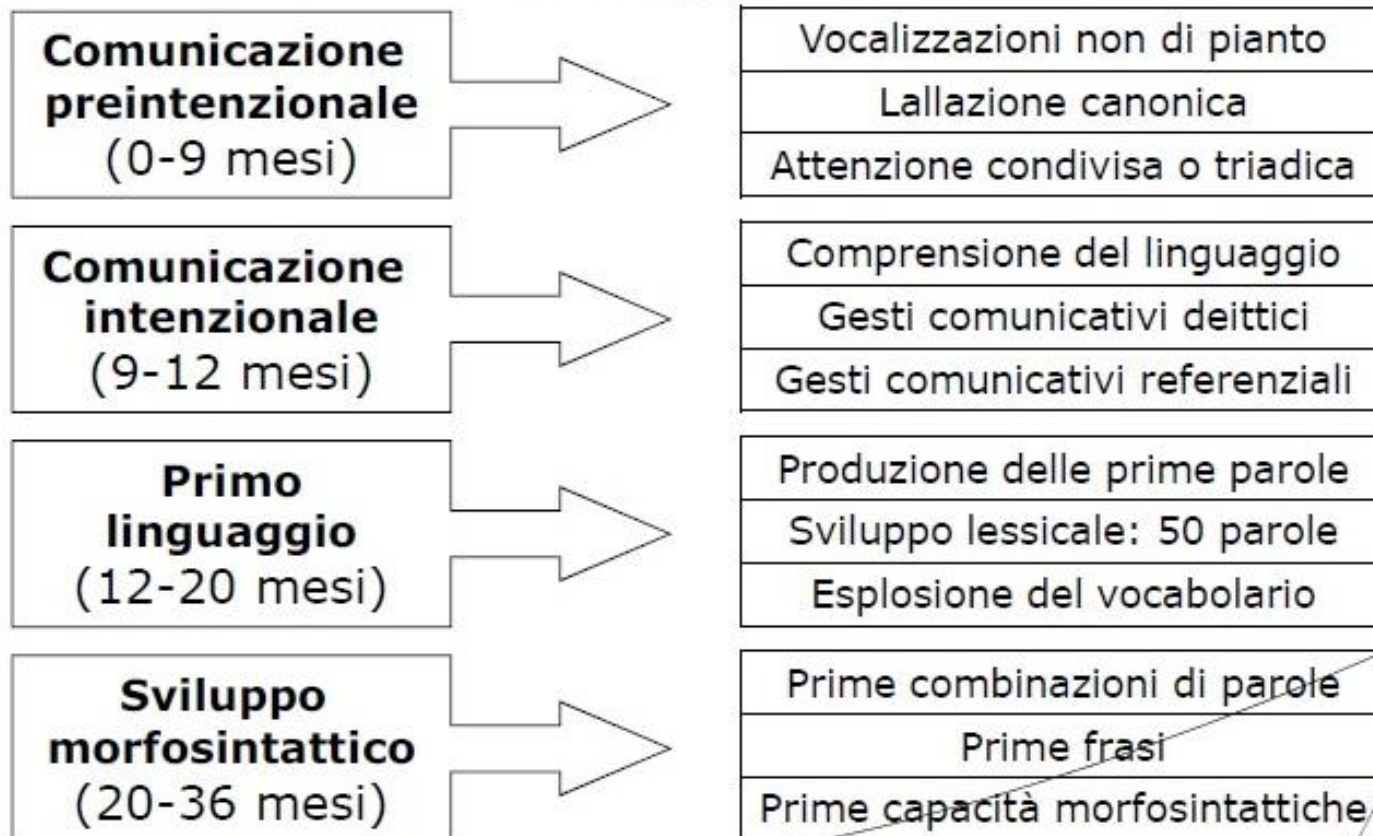 Comunicazione
preintenzionale
(0-9 mesi)
Vocalizzazioni non di pianto
Lallazione canonica
Attenzione condivisa o triadica
Comunicazione
intenzionale
(9-12 mesi)
Comprensione del linguaggio
Gesti comunicativi deittici
Gesti comunicativi referenziali
Primo
linguaggio
(12-20 mesi)
Produzione delle prime parole
Sviluppo lessicale: 50 parole
Esplosione del vocabolario
Sviluppo
morfosintattico
(20-36 mesi)
Prime combinazioni di parole
Prime frasi
Prime capacità morfosintattiche